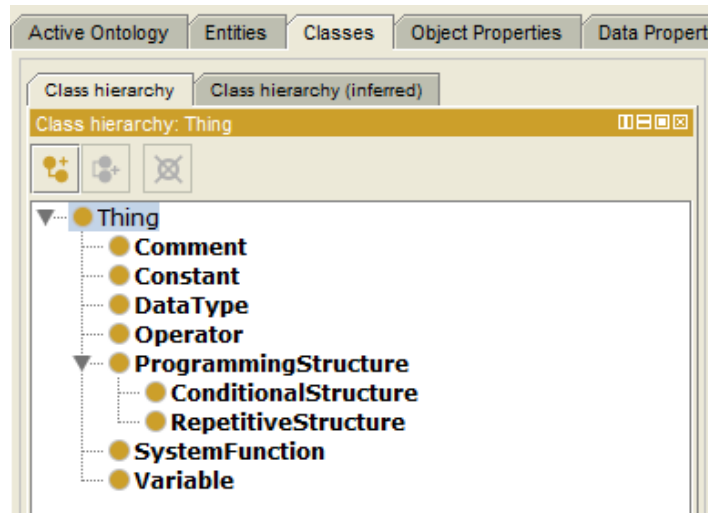 Active Ontology Entities Classes Object Properties Data Propert
Class hierarchy Class hierarchy (inferred)
Class hierarchy: Thing
Thing
Comment
Constant
DataType
Operator
ProgrammingStructure
ConditionalStructure
RepetitiveStructure
SystemFunction
Variable